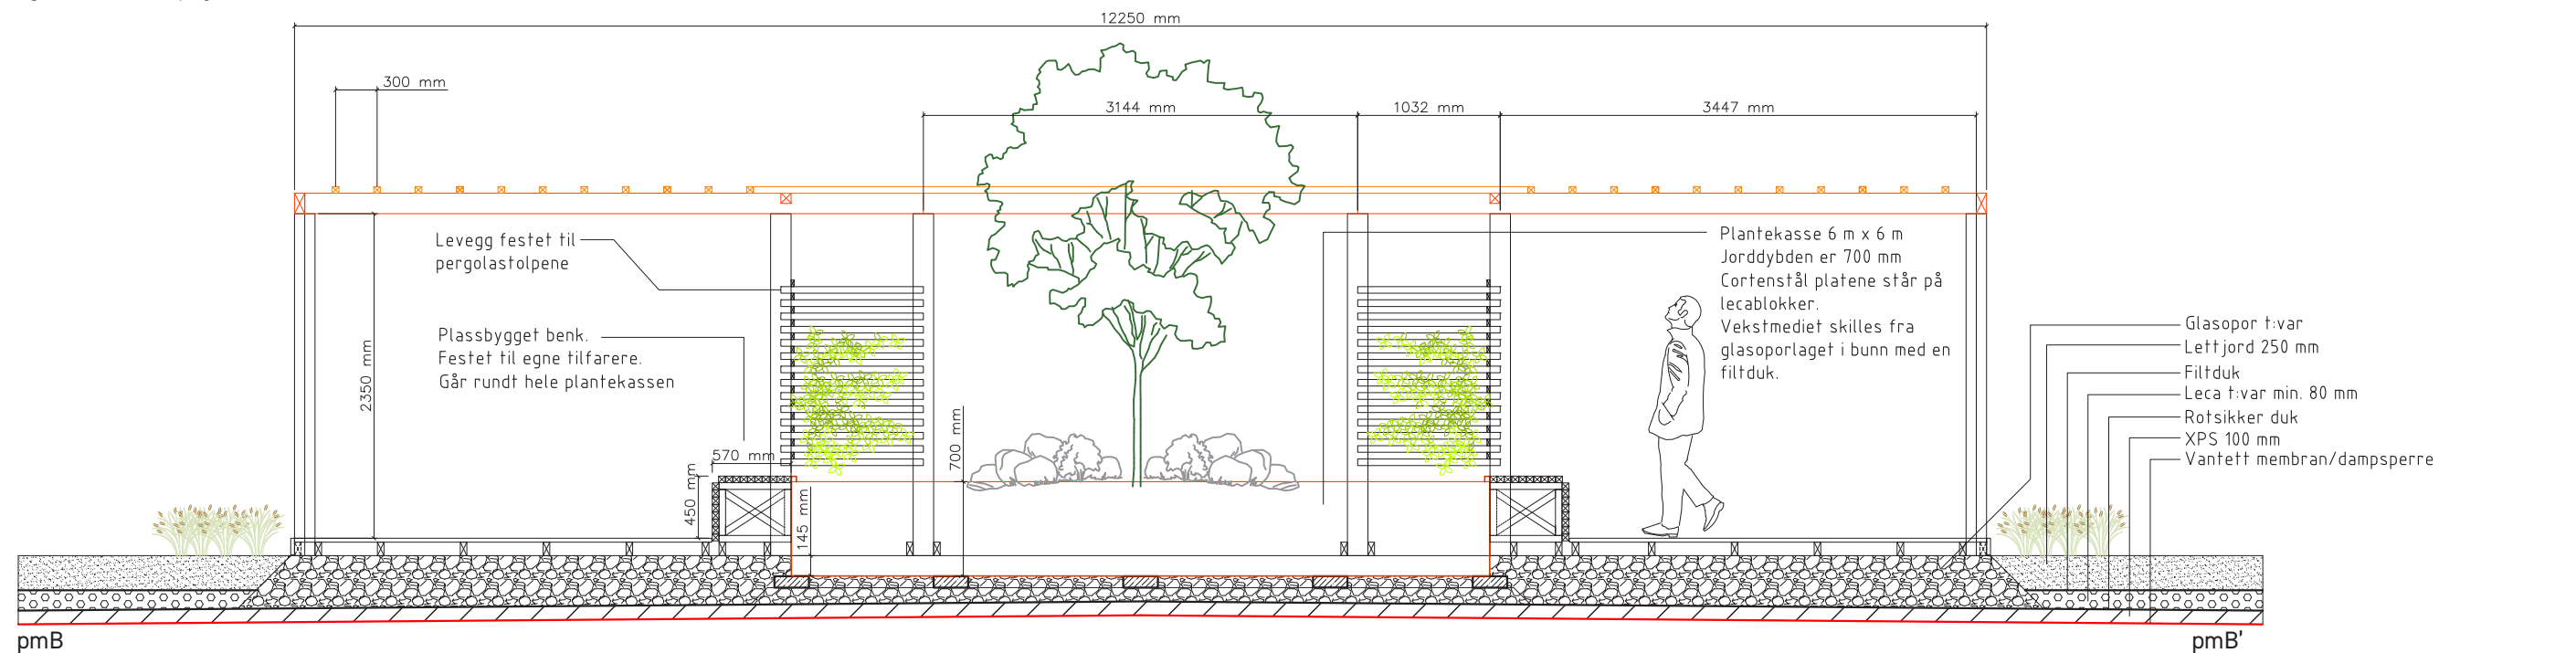 12250 mm
300 mm
3144 mm
1032 mm
3447 mm
Levegg festet til
pergolastolpene
Plantekasse 6 m x 6 m
Jorddybden er 700 mm
Cortenstål platene står på
lecablokker.
Vekstmediet skilles fra
glasoporlaget i bunn med en
filtduk.
Plassbygget benk.
Festet til egne tilfarere.
Går rundt hele plantekassen
2350 mm
570 mm
450 mm
145 mm
700 mm
Glasopor t:var
Lettjord 250 mm
Filtduk
Leca t:var min. 80 mm
Rotsikker duk
XPS 100 mm
Vantett membran/dampsperre
pmB
pmB'